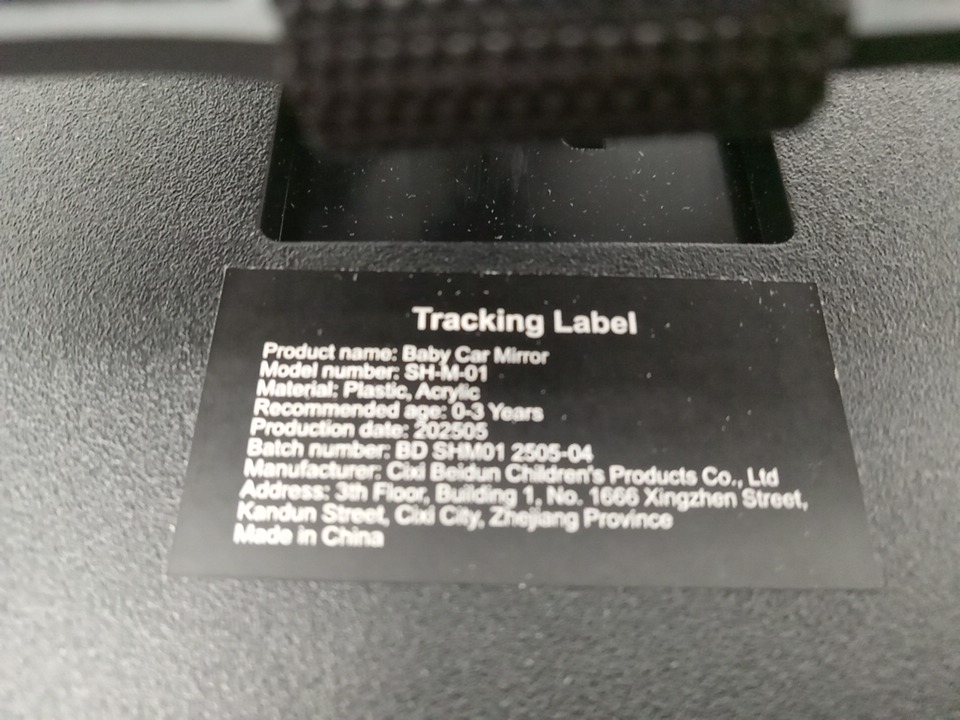 Tracking Label
Product name: Baby Car Mirror
Model number: SH-M-01
Material: Plastic, Acrylic
Recommended age: 0-3 Years
Production date: 202505
Batch number: BD SHM01 2505-04
Manufacturer: Cixi Beidun Children's Products Co., Ltd
Address: 3th Floor, Building 1, No. 1666 Xingzhen Street,
Kandun Street, Cixi City, Zhejiang Province
Made in China